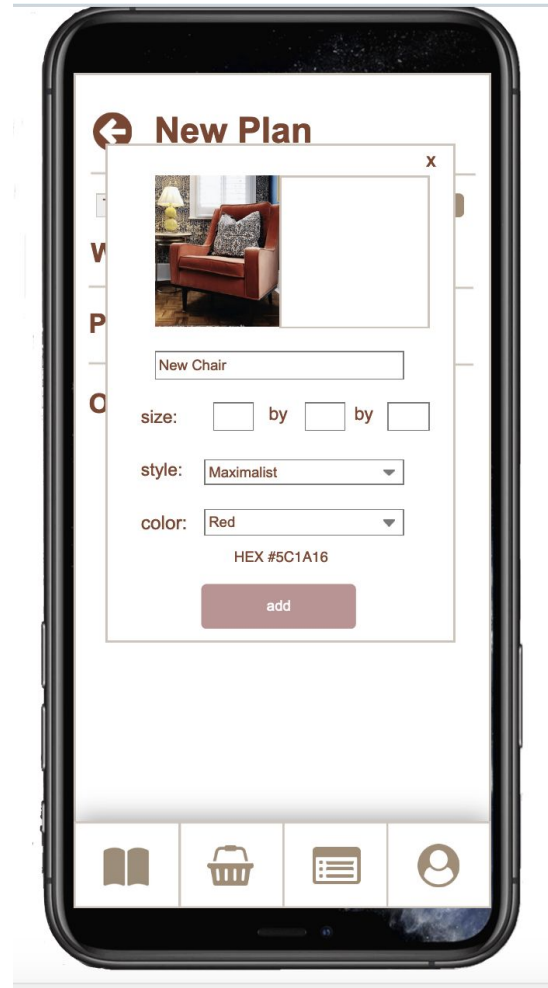 New Plan
x
W
P
O
New Chair
size: by by
style: Maximalist
color: Red
HEX #5C1A16
add